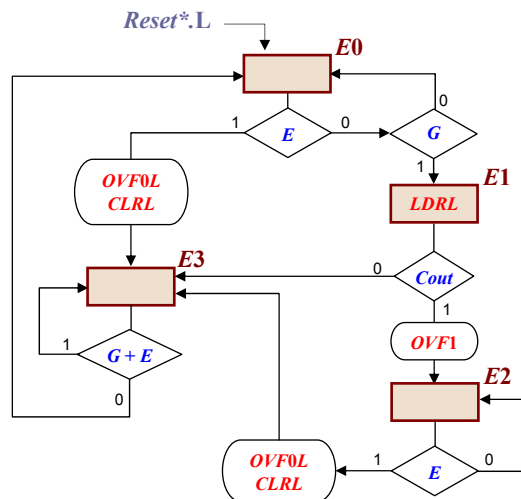 Reset*.L
E0
1
E
0
G
0
1
OVF0L
CLRL
E1
LDRL
E3
0
Cout
1
OVF1
1
G + E
0
E2
OVF0L
CLRL
1
E
0